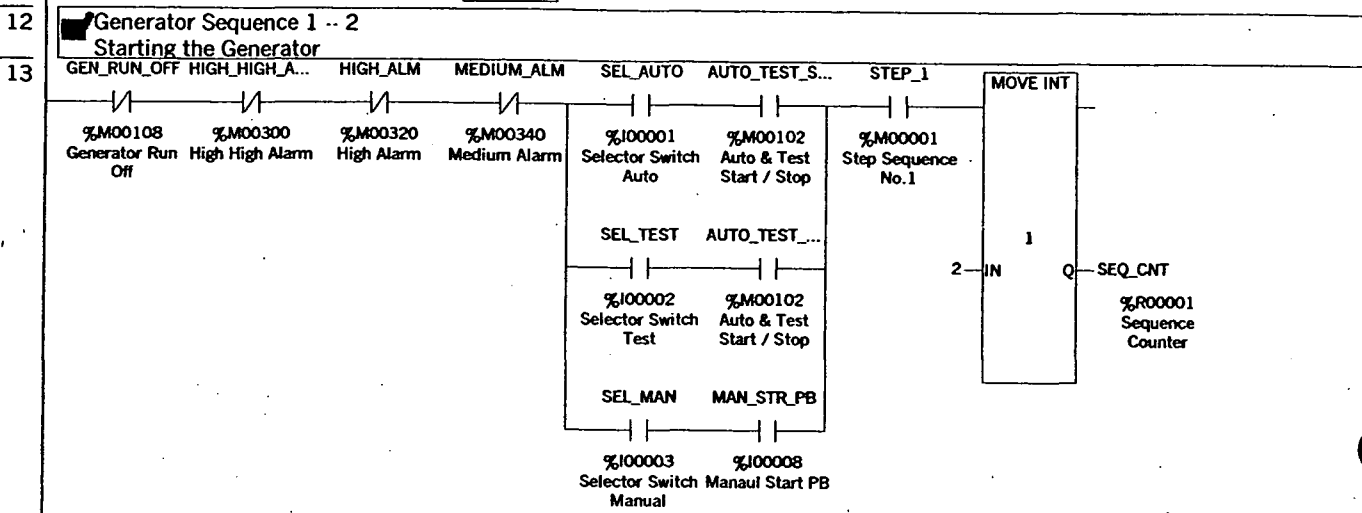 12
Generator Sequence 1 -- 2
Starting the Generator
13
GEN_RUN_OFF HIGH_HIGH_A... HIGH_ALM MEDIUM_ALM SEL_AUTO AUTO_TEST_S... STEP_1
MOVE INT
%M00108 %M00300 %M00320 %M00340 %I00001 %M00102 %M00001
Generator Run High High Alarm High Alarm Medium Alarm Selector Switch Auto & Test Step Sequence
Off Auto Start / Stop No.1
SEL_TEST AUTO_TEST_...
1
2 IN Q SEQ_CNT
%I00002 %M00102 %R00001
Selector Switch Auto & Test Sequence
Test Start / Stop Counter
SEL_MAN MAN_STR_PB
%I00003 %I00008
Selector Switch Manaul Start PB
Manual